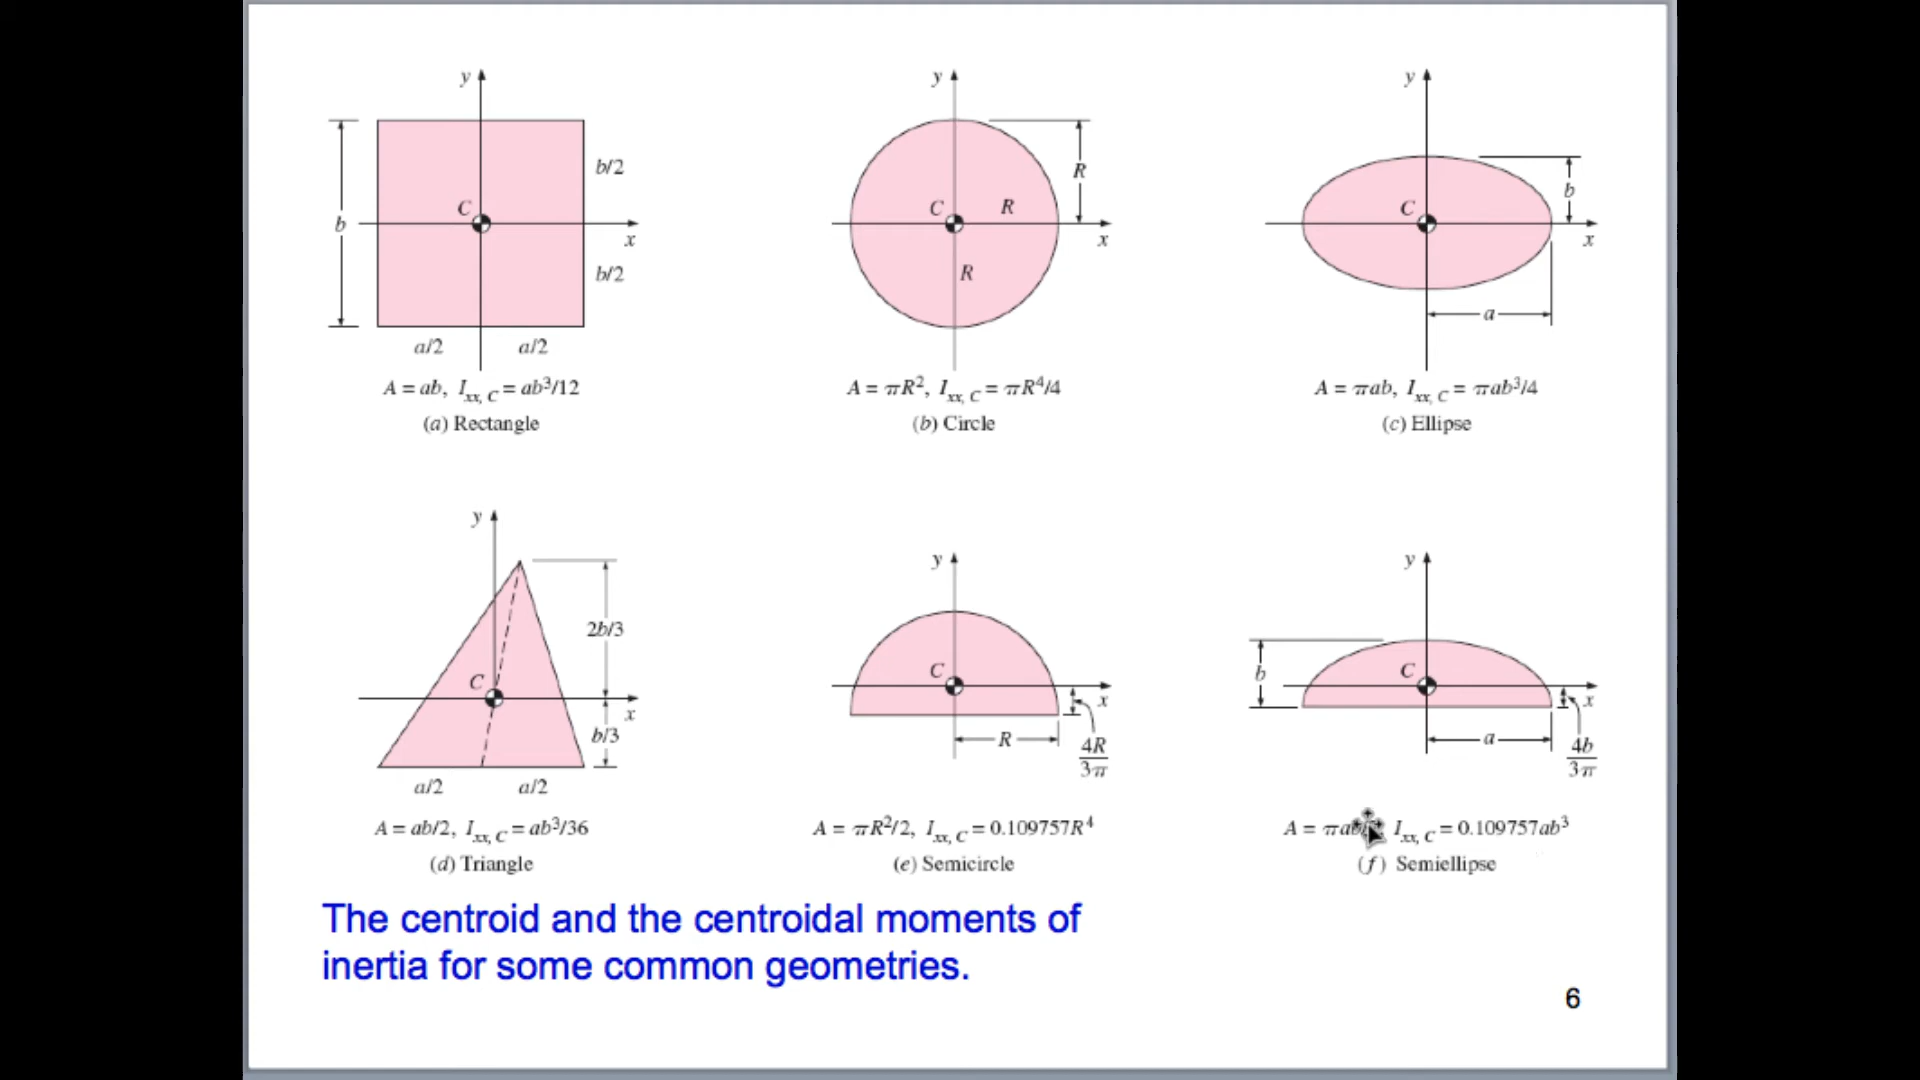 y
b/2
C
b
x
b/2
a/2 a/2
A = ab, I_xx, C = ab³/12
(a) Rectangle
y
R
C R
x
R
A = πR², I_xx, C = πR⁴/4
(b) Circle
y
b
C
x
a
A = πab, I_xx, C = πab³/4
(c) Ellipse
y
2b/3
C
x
b/3
a/2 a/2
A = ab/2, I_xx, C = ab³/36
(d) Triangle
y
C
x
R
4R
3π
A = πR²/2, I_xx, C = 0.109757R⁴
(e) Semicircle
y
b
C
x
a
4b
3π
A = πab I_xx, C = 0.109757ab³
(f) Semiellipse
The centroid and the centroidal moments of
inertia for some common geometries.
6